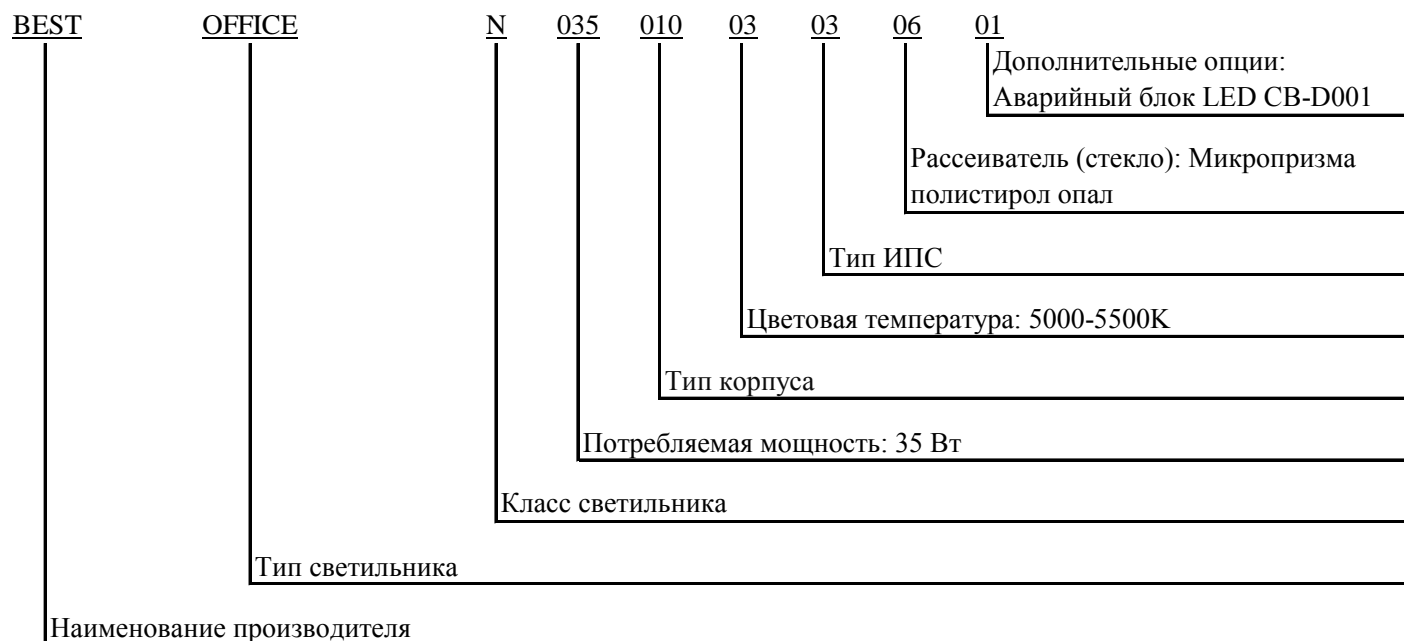 BEST OFFICE N 035 010 03 03 06 01
Дополнительные опции:
Аварийный блок LED CB-D001
Рассеиватель (стекло): Микропризма
полистирол опал
Тип ИПС
Цветовая температура: 5000-5500K
Тип корпуса
Потребляемая мощность: 35 Вт
Класс светильника
Тип светильника
Наименование производителя